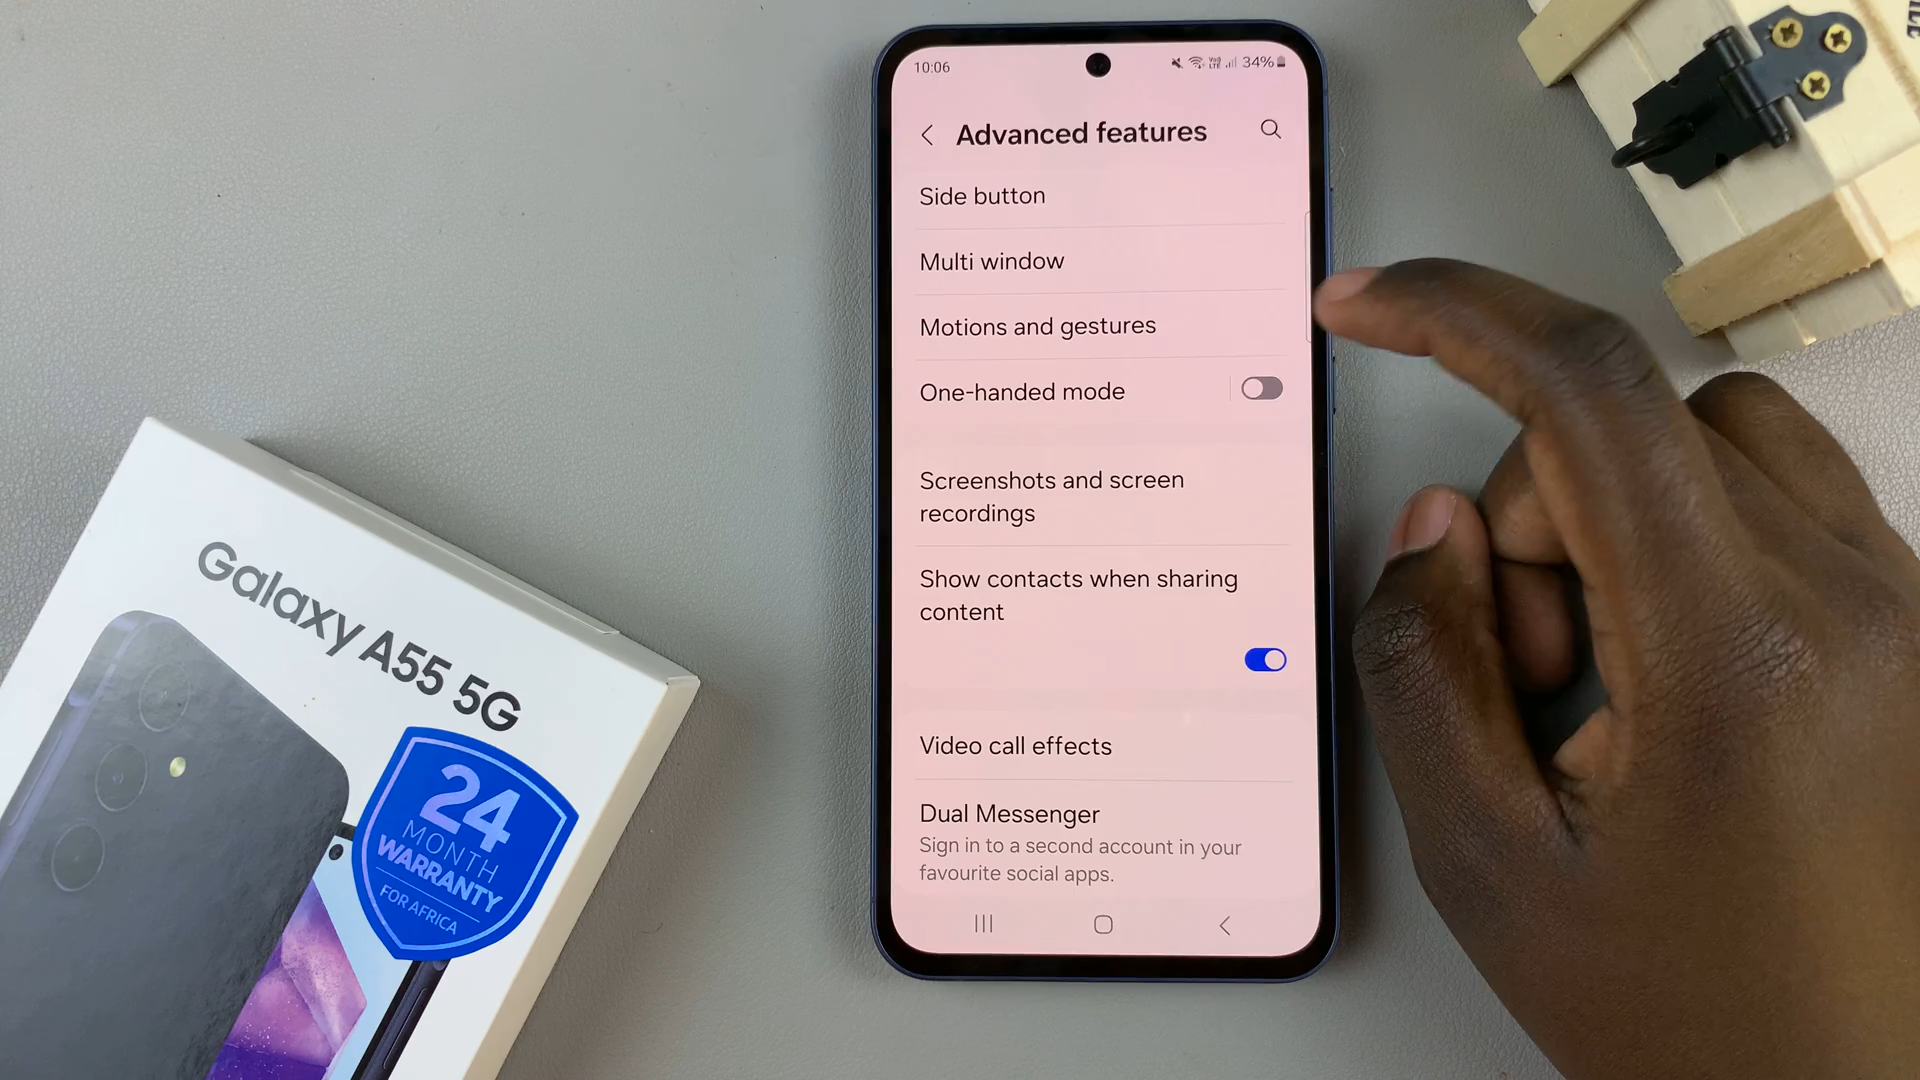 10:06
Vo))
LTE
34%
Advanced features
Side button
Multi window
Motions and gestures
One-handed mode
Screenshots and screen
recordings
Show contacts when sharing
content
Video call effects
Dual Messenger
Sign in to a second account in your
favourite social apps.
Galaxy A55 5G
24
MONTH
WARRANTY
FOR AFRICA